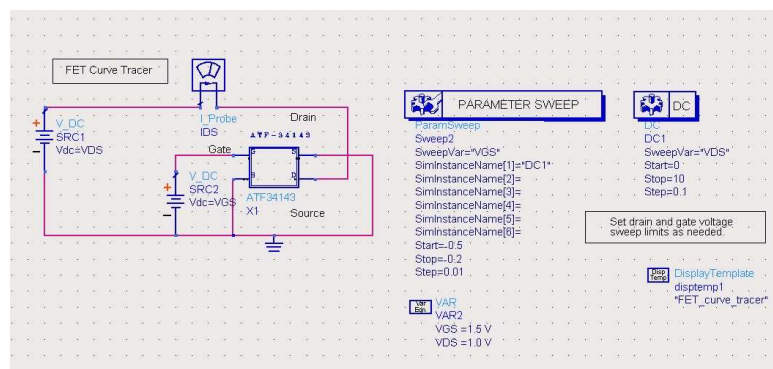 FET Curve Tracer
V_DC
SRC1
Vdc=VDS
I_Probe
IDS
Drain
ATF-34143
Gate
V_DC
SRC2
Vdc=VGS
ATF34143
X1
Source
PARAMETER SWEEP
ParamSweep
Sweep2
SweepVar="VGS"
SimInstanceName[1]="DC1"
SimInstanceName[2]=
SimInstanceName[3]=
SimInstanceName[4]=
SimInstanceName[5]=
SimInstanceName[6]=
Start=-0.5
Stop=-0.2
Step=0.01
Var
Eqn
VAR
VAR2
VGS =1.5 V
VDS =1.0 V
DC
DC
DC1
SweepVar="VDS"
Start=0
Stop=10
Step=0.1
Set drain and gate voltage
sweep limits as needed.
Disp
Temp
DisplayTemplate
disptemp1
"FET_curve_tracer"